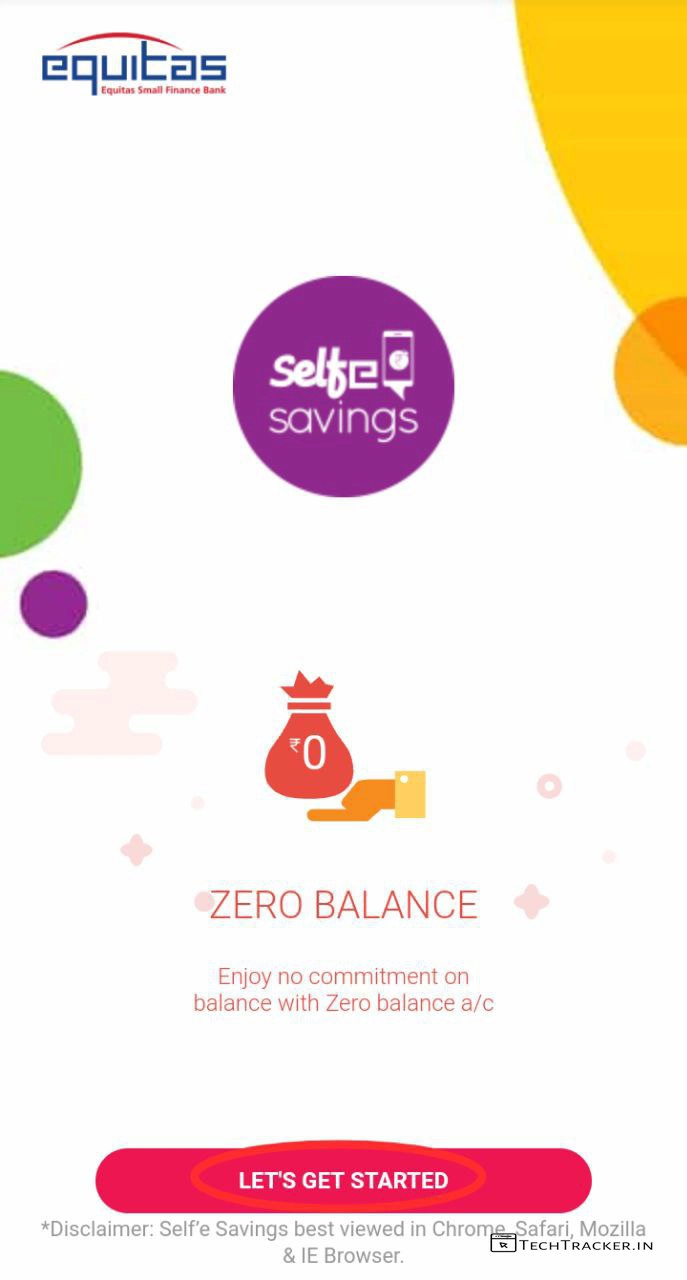 equitas
Equitas Small Finance Bank
selfe
savings
₹0
ZERO BALANCE
Enjoy no commitment on
balance with Zero balance a/c
LET'S GET STARTED
*Disclaimer: Self’e Savings best viewed in Chrome, Safari, Mozilla
& IE Browser.
TECHTRACKER.IN